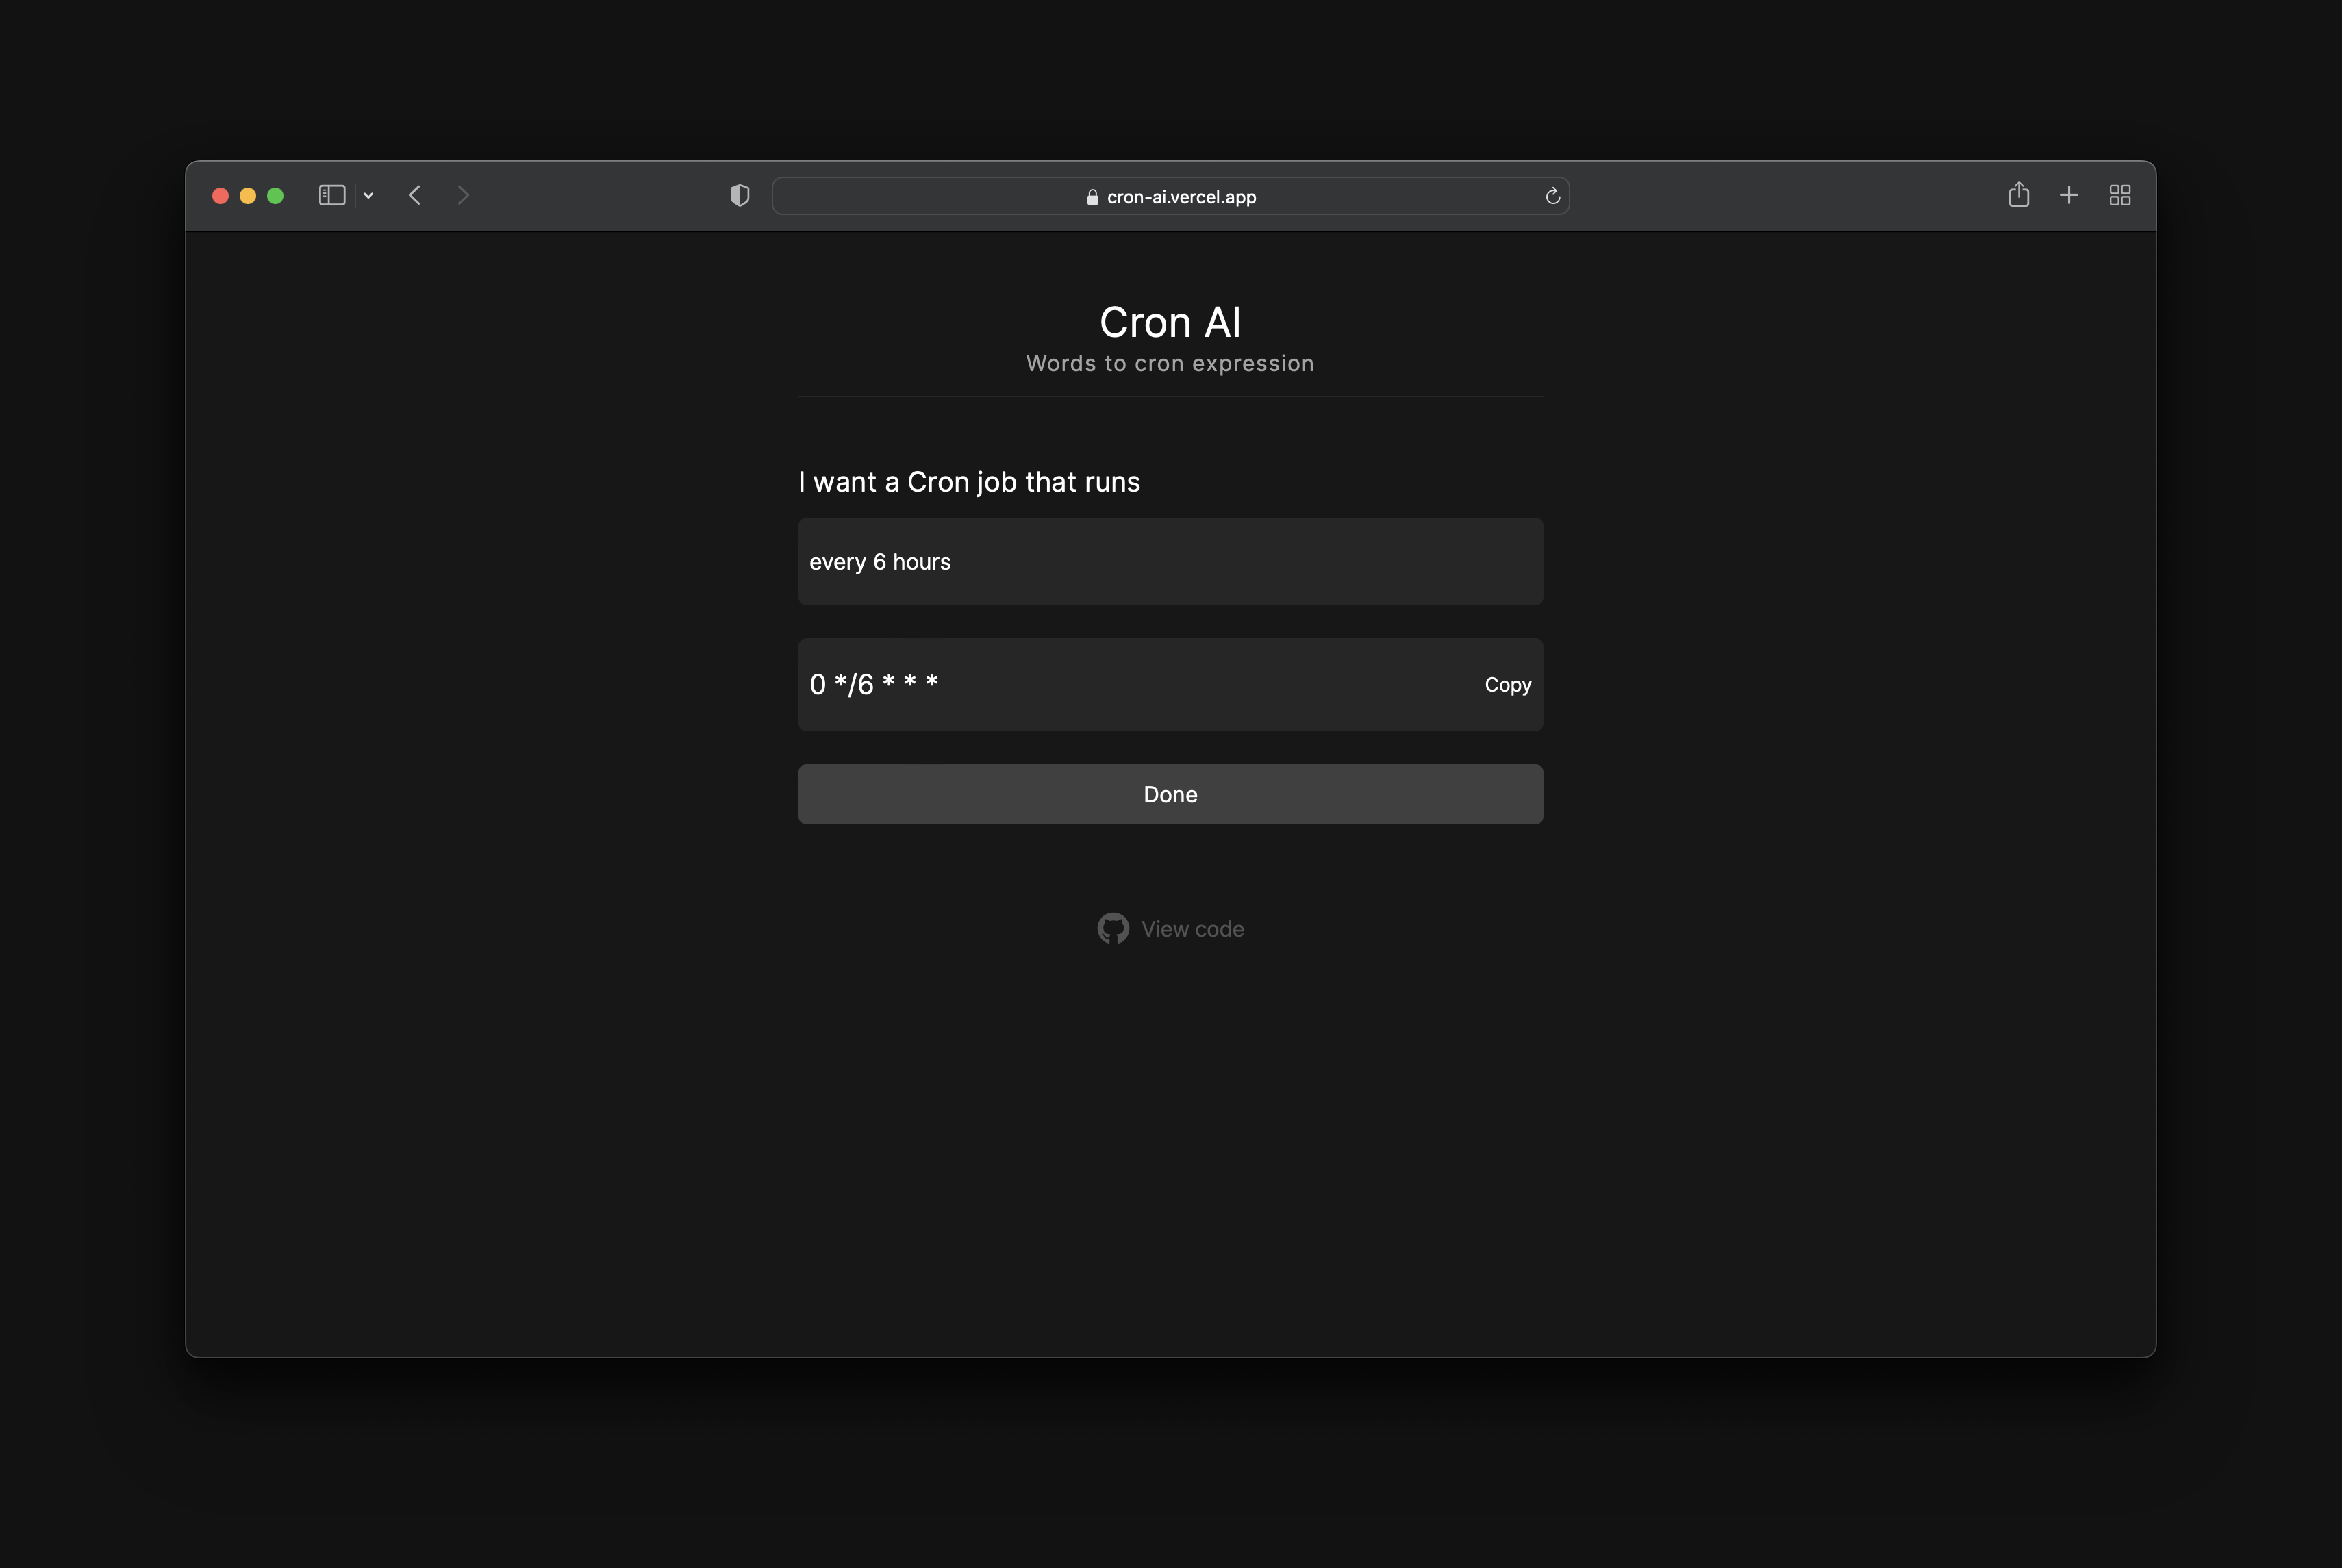 cron-ai.vercel.app
Cron AI
Words to cron expression
I want a Cron job that runs
every 6 hours
0 */6 * * *
Copy
Done
View code